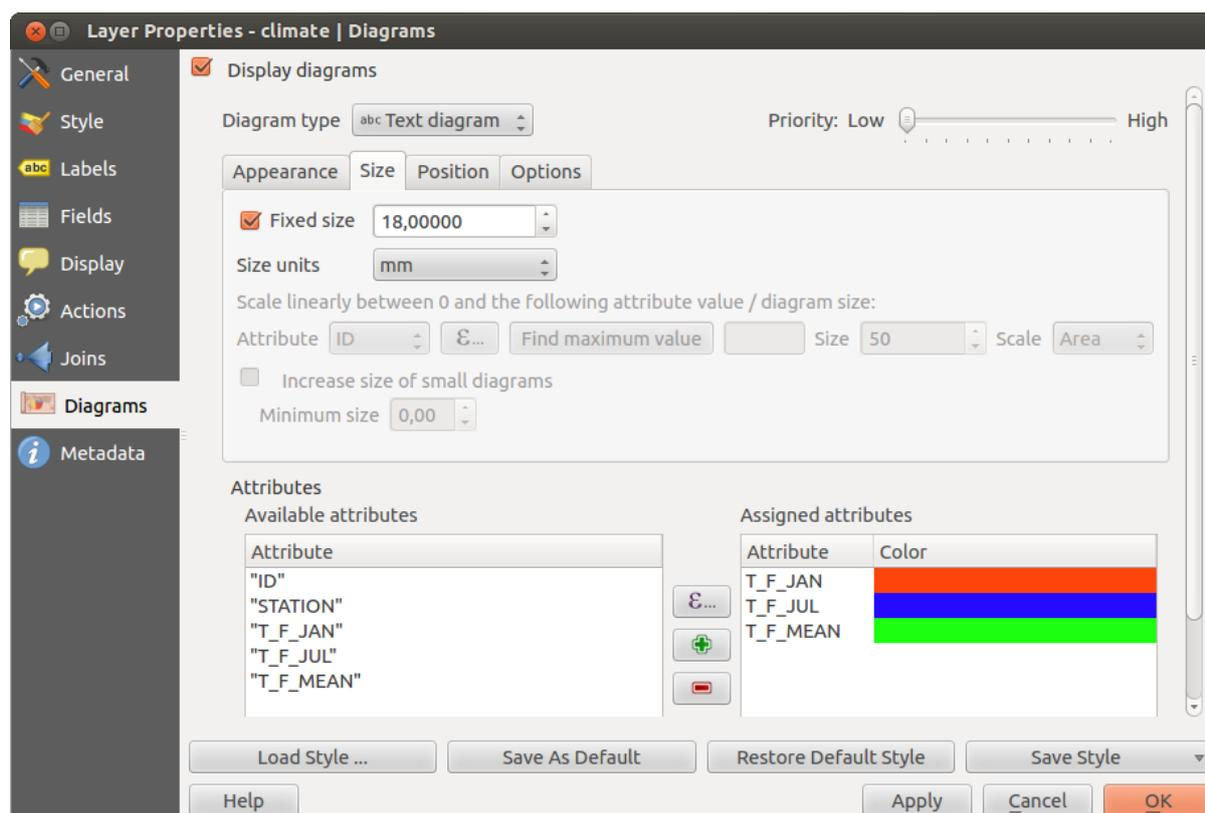 Layer Properties - climate | Diagrams
General
Style
abc Labels
Fields
Display
Actions
Joins
Diagrams
i Metadata
Display diagrams
Diagram type abc Text diagram Priority: Low High
Appearance Size Position Options
Fixed size 18,00000
Size units mm
Scale linearly between 0 and the following attribute value / diagram size:
Attribute ID ε... Find maximum value Size 50 Scale Area
Increase size of small diagrams
Minimum size 0,00
Attributes
Available attributes
Attribute
"ID"
"STATION"
"T_F_JAN"
"T_F_JUL"
"T_F_MEAN"
ε...
Assigned attributes
Attribute Color
T_F_JAN
T_F_JUL
T_F_MEAN
Load Style ... Save As Default Restore Default Style Save Style
Help Apply Cancel OK